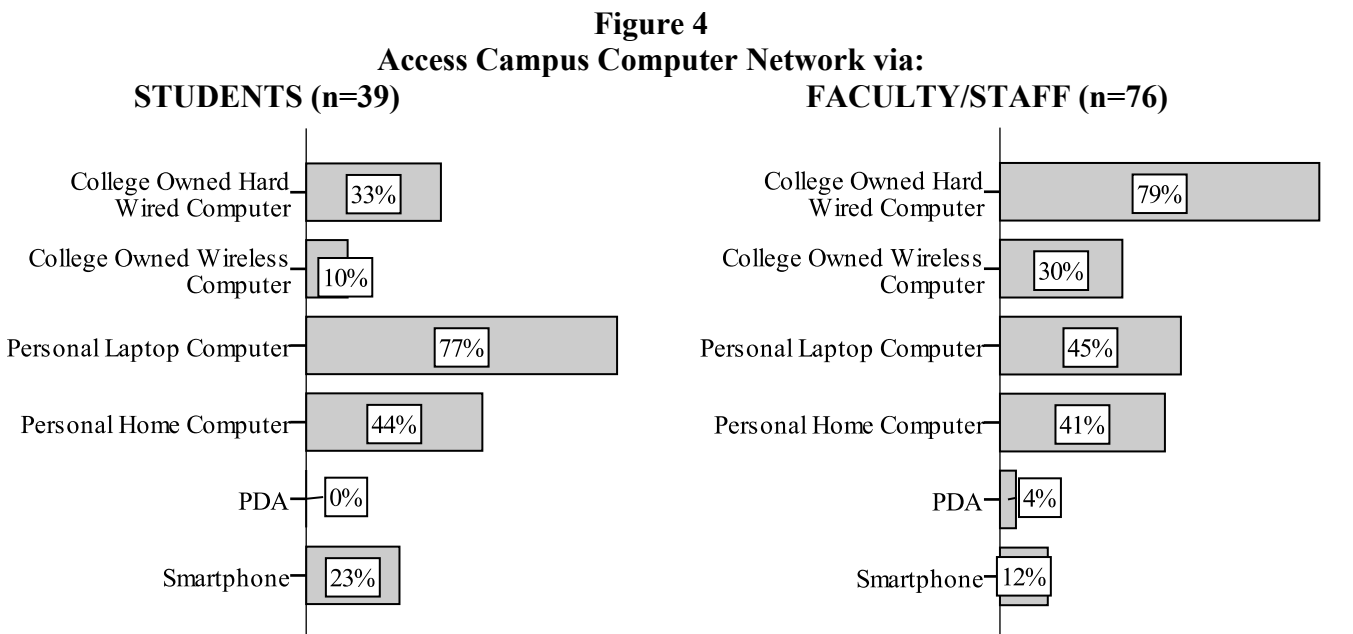 Figure 4
Access Campus Computer Network via:
STUDENTS (n=39)
College Owned Hard
Wired Computer
33%
College Owned Wireless
Computer
10%
Personal Laptop Computer
77%
Personal Home Computer
44%
PDA
0%
Smartphone
23%
FACULTY/STAFF (n=76)
College Owned Hard
Wired Computer
79%
College Owned Wireless
Computer
30%
Personal Laptop Computer
45%
Personal Home Computer
41%
PDA
4%
Smartphone
12%